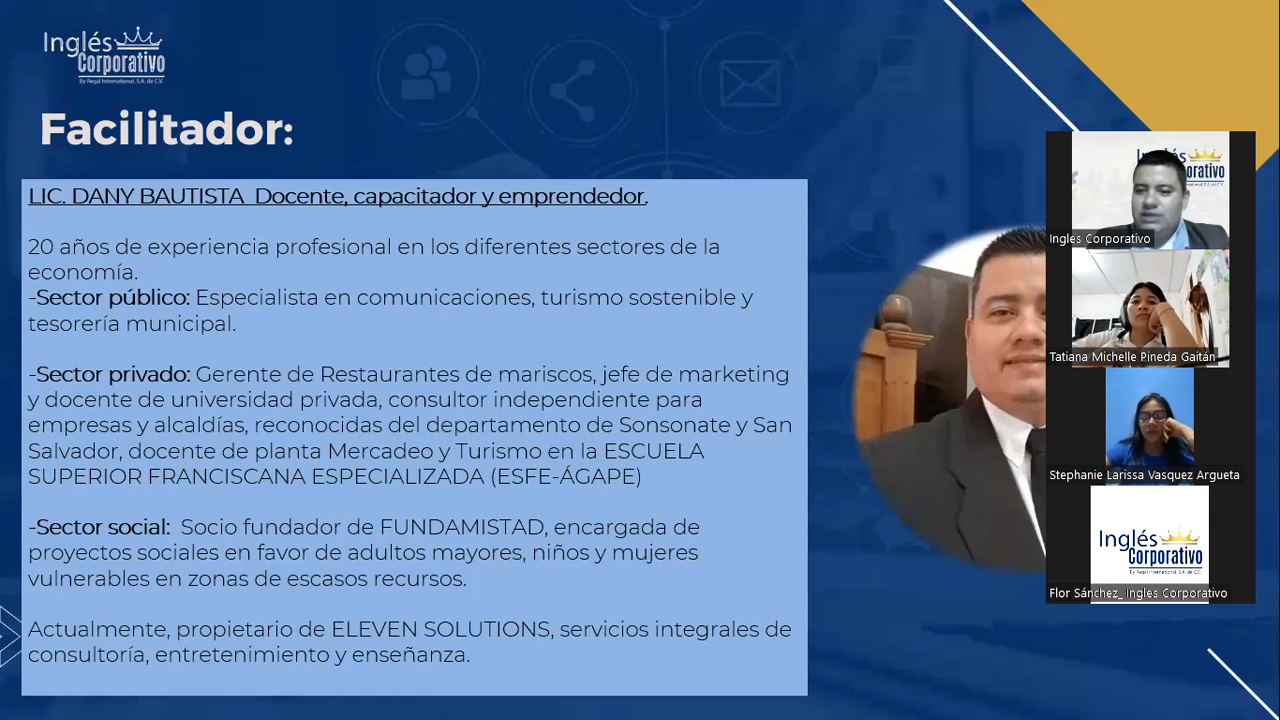 Inglés
Corporativo
By Regal International, S.A. de C.V.
Facilitador:
LIC. DANY BAUTISTA Docente, capacitador y emprendedor.
20 años de experiencia profesional en los diferentes sectores de la
economía.
-Sector público: Especialista en comunicaciones, turismo sostenible y
tesorería municipal.
-Sector privado: Gerente de Restaurantes de mariscos, jefe de marketing
y docente de universidad privada, consultor independiente para
empresas y alcaldías, reconocidas del departamento de Sonsonate y San
Salvador, docente de planta Mercadeo y Turismo en la ESCUELA
SUPERIOR FRANCISCANA ESPECIALIZADA (ESFE-ÁGAPE)
-Sector social: Socio fundador de FUNDAMISTAD, encargada de
proyectos sociales en favor de adultos mayores, niños y mujeres
vulnerables en zonas de escasos recursos.
Actualmente, propietario de ELEVEN SOLUTIONS, servicios integrales de
consultoría, entretenimiento y enseñanza.
Ingles Corporativo
Tatiana Michelle Pineda Gaitán
Stephanie Larissa Vasquez Argueta
Inglés
Corporativo
By Regal International, S.A. de C.V.
Flor Sánchez_ Ingles Corporativo